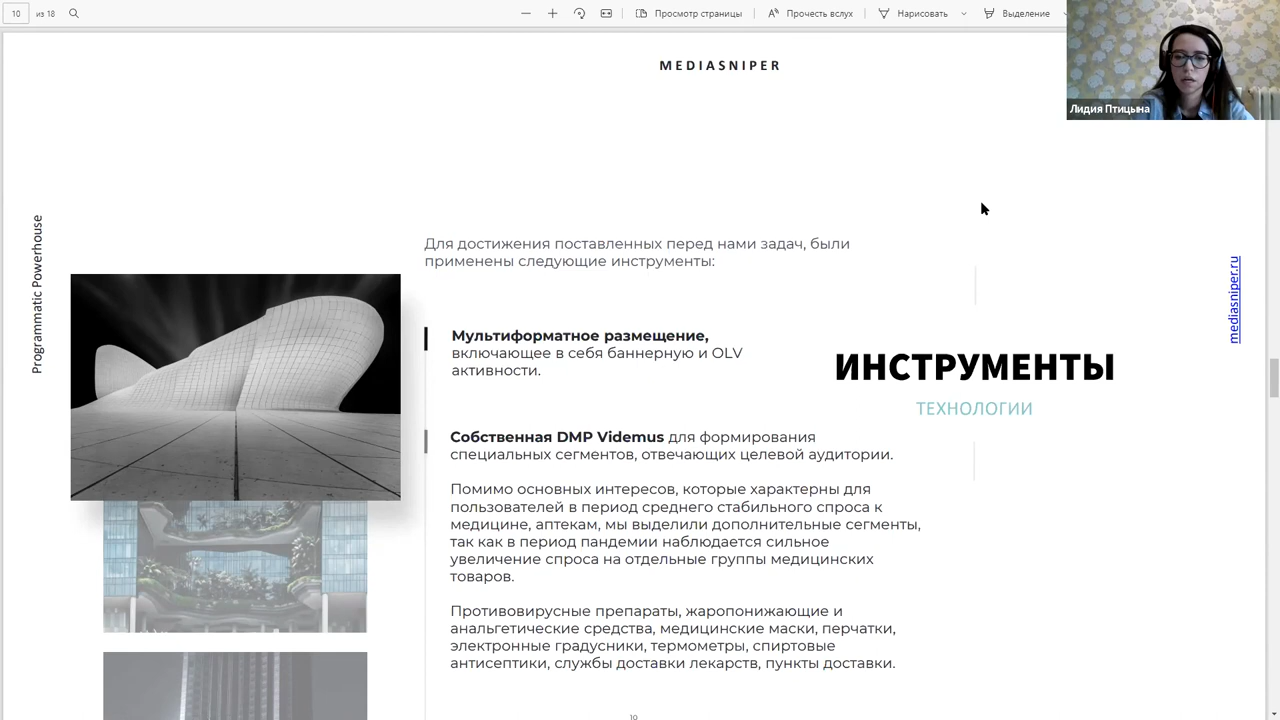 10 из 18
Просмотр страницы
Прочесть вслух
Нарисовать
Выделение
Лидия Птицына
MEDIASNIPER
Programmatic Powerhouse
mediasniper.ru
Для достижения поставленных перед нами задач, были
применены следующие инструменты:
Мультиформатное размещение,
включающее в себя баннерную и OLV
активности.
ИНСТРУМЕНТЫ
ТЕХНОЛОГИИ
Собственная DMP Videmus для формирования
специальных сегментов, отвечающих целевой аудитории.
Помимо основных интересов, которые характерны для
пользователей в период среднего стабильного спроса к
медицине, аптекам, мы выделили дополнительные сегменты,
так как в период пандемии наблюдается сильное
увеличение спроса на отдельные группы медицинских
товаров.
Противовирусные препараты, жаропонижающие и
анальгетические средства, медицинские маски, перчатки,
электронные градусники, термометры, спиртовые
антисептики, службы доставки лекарств, пункты доставки.
10